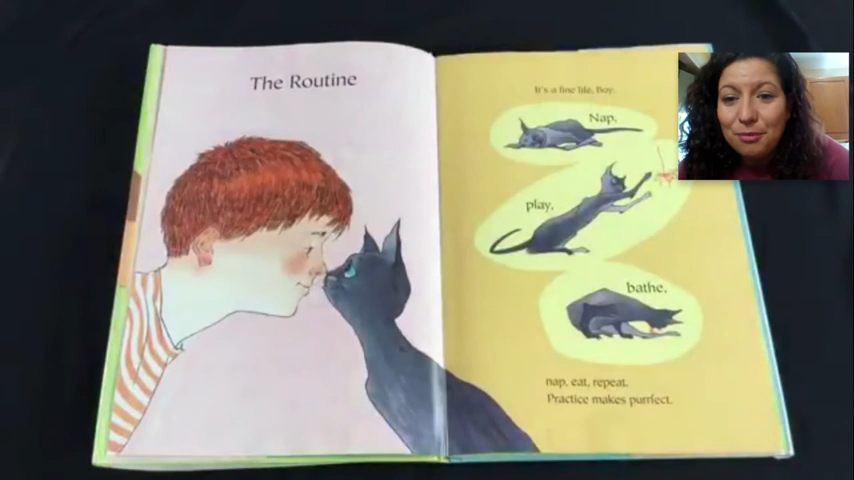 The Routine
It's a fine life, Boy.
Nap,
play,
bathe,
nap, eat, repeat.
Practice makes purrfect.